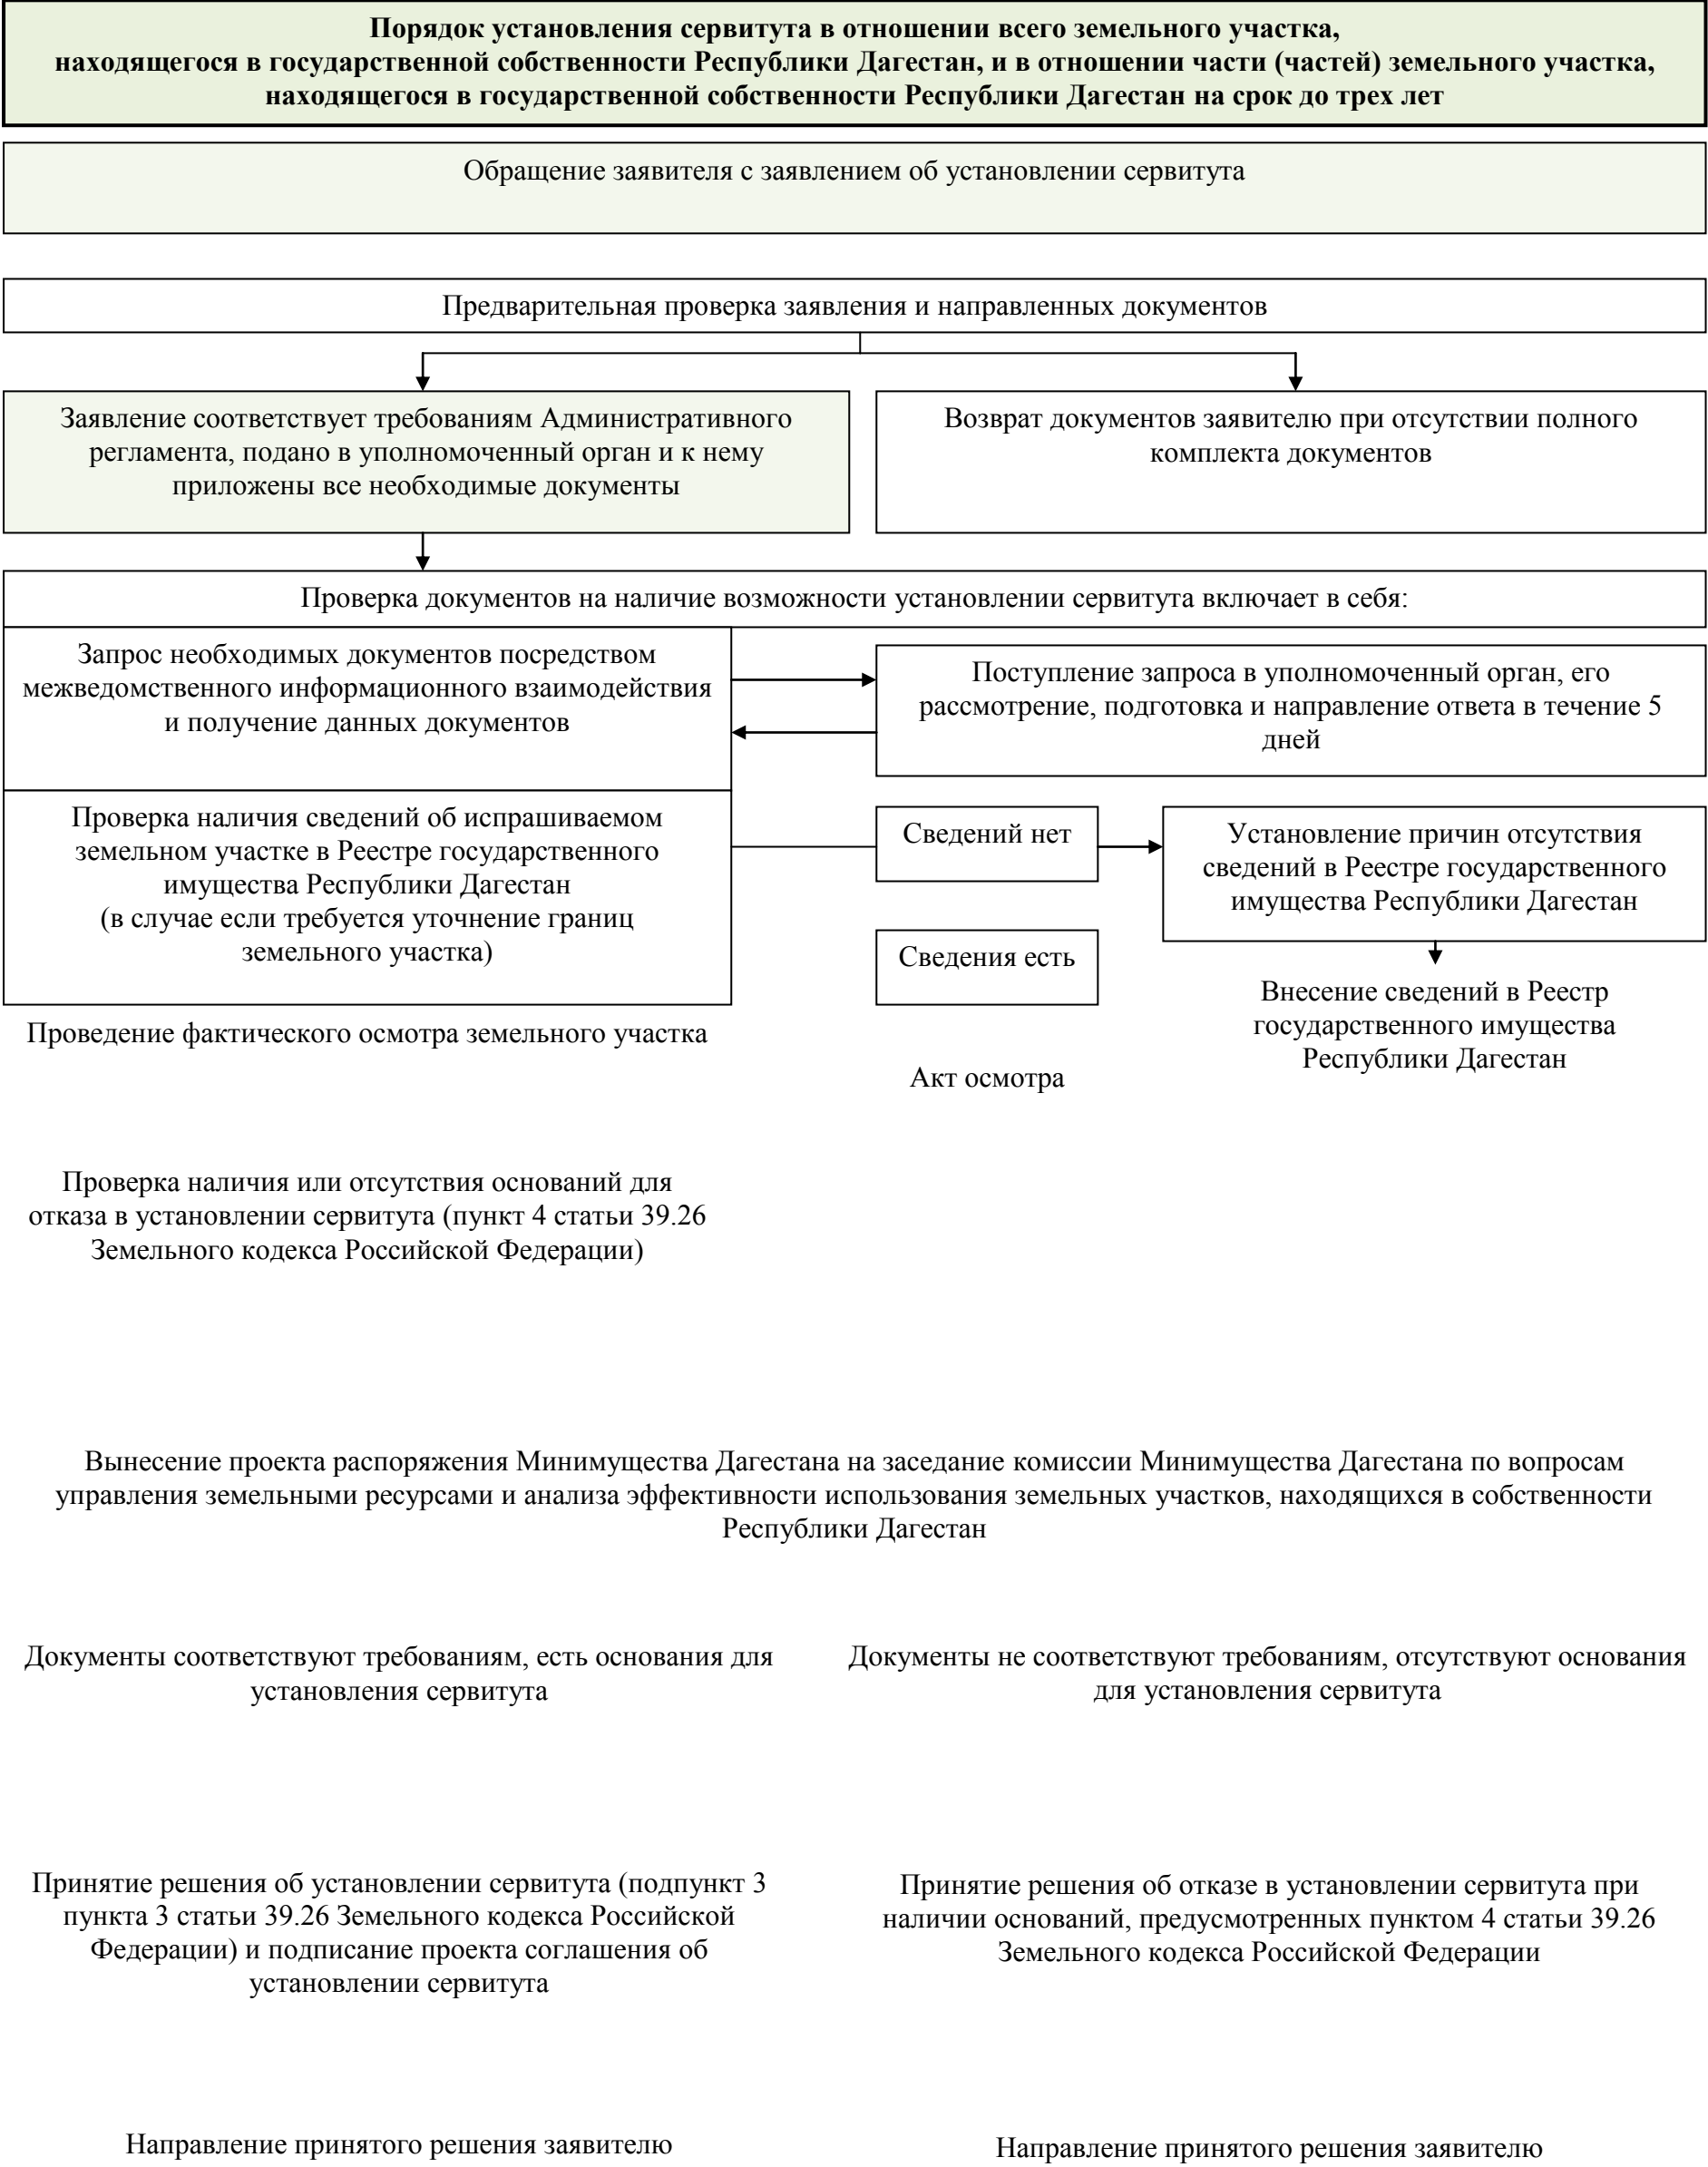 Порядок установления сервитута в отношении всего земельного участка,
находящегося в государственной собственности Республики Дагестан, и в отношении части (частей) земельного участка,
находящегося в государственной собственности Республики Дагестан на срок до трех лет
Обращение заявителя с заявлением об установлении сервитута
Предварительная проверка заявления и направленных документов
Заявление соответствует требованиям Административного
регламента, подано в уполномоченный орган и к нему
приложены все необходимые документы
Возврат документов заявителю при отсутствии полного
комплекта документов
Проверка документов на наличие возможности установлении сервитута включает в себя:
Запрос необходимых документов посредством
межведомственного информационного взаимодействия
и получение данных документов
Поступление запроса в уполномоченный орган, его
рассмотрение, подготовка и направление ответа в течение 5
дней
Проверка наличия сведений об испрашиваемом
земельном участке в Реестре государственного
имущества Республики Дагестан
(в случае если требуется уточнение границ
земельного участка)
Сведений нет
Установление причин отсутствия
сведений в Реестре государственного
имущества Республики Дагестан
Сведения есть
Внесение сведений в Реестр
государственного имущества
Республики Дагестан
Проведение фактического осмотра земельного участка
Акт осмотра
Проверка наличия или отсутствия оснований для
отказа в установлении сервитута (пункт 4 статьи 39.26
Земельного кодекса Российской Федерации)
Вынесение проекта распоряжения Минимущества Дагестана на заседание комиссии Минимущества Дагестана по вопросам
управления земельными ресурсами и анализа эффективности использования земельных участков, находящихся в собственности
Республики Дагестан
Документы соответствуют требованиям, есть основания для
установления сервитута
Документы не соответствуют требованиям, отсутствуют основания
для установления сервитута
Принятие решения об установлении сервитута (подпункт 3
пункта 3 статьи 39.26 Земельного кодекса Российской
Федерации) и подписание проекта соглашения об
установлении сервитута
Принятие решения об отказе в установлении сервитута при
наличии оснований, предусмотренных пунктом 4 статьи 39.26
Земельного кодекса Российской Федерации
Направление принятого решения заявителю
Направление принятого решения заявителю